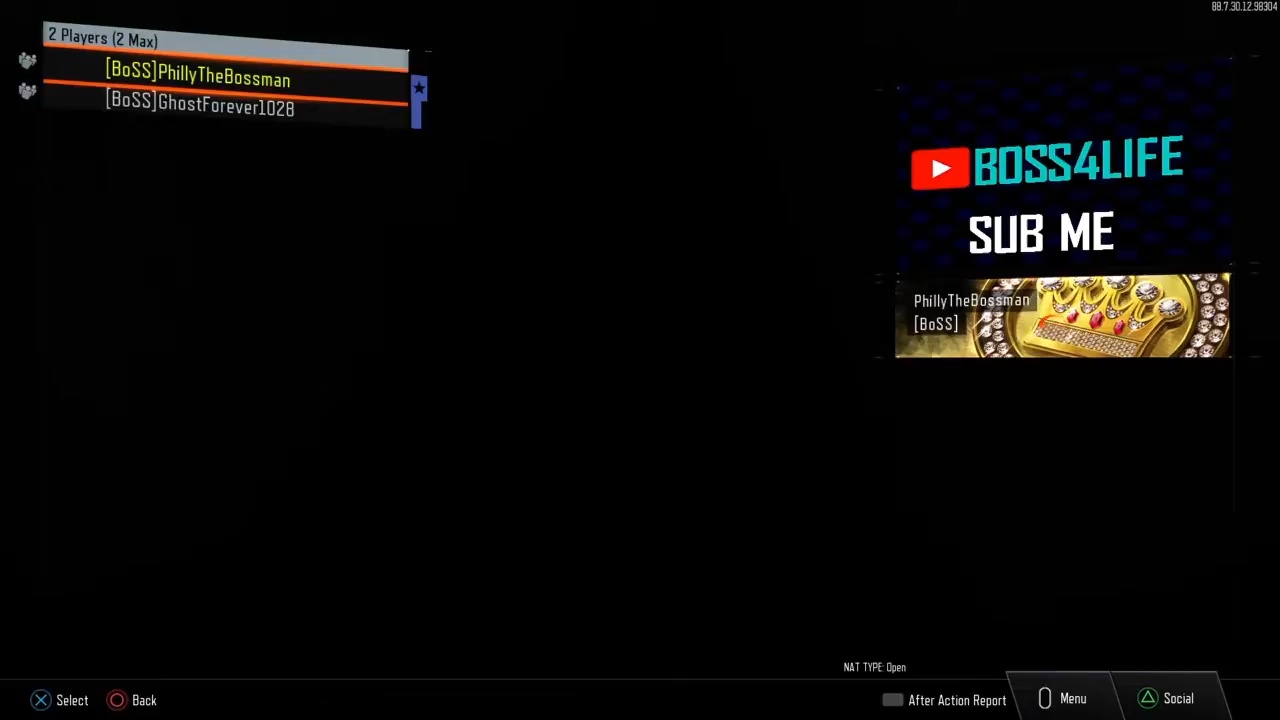 88.7.30.12.98304
2 Players (2 Max)
[BoSS]PhillyTheBossman
[BoSS]GhostForever1028
BOSS4LIFE
SUB ME
PhillyTheBossman
[BoSS]
NAT TYPE: Open
Select
Back
After Action Report
Menu
Social